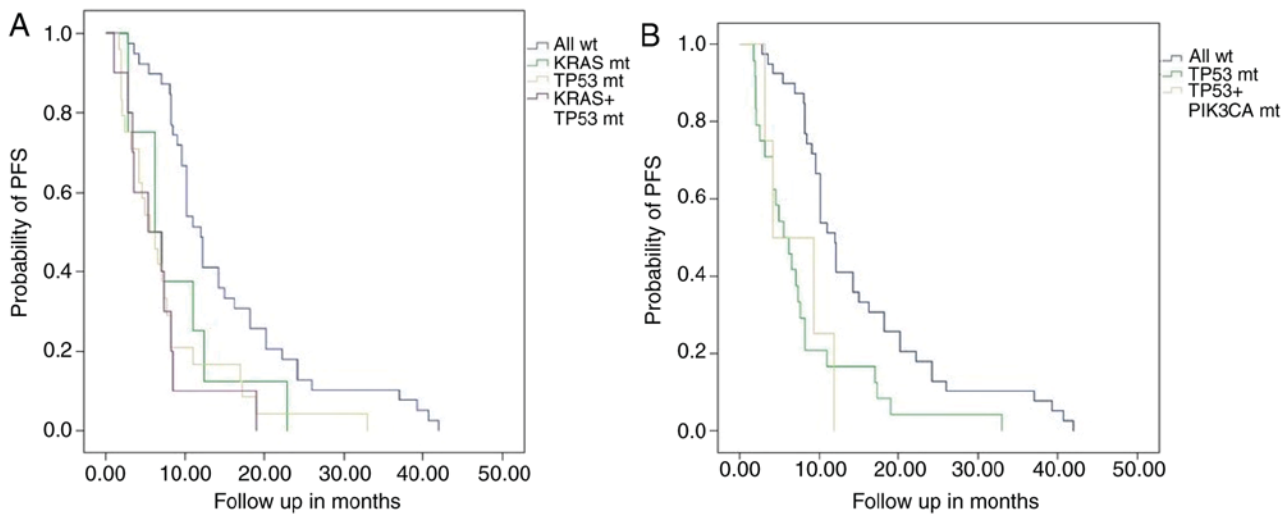 A
1.0
0.8
0.6
0.4
0.2
0.0
Probability of PFS
0.00 10.00 20.00 30.00 40.00 50.00
Follow up in months
All wt
KRAS mt
TP53 mt
KRAS+
TP53 mt
B
1.0
0.8
0.6
0.4
0.2
0.0
Probability of PFS
0.00 10.00 20.00 30.00 40.00 50.00
Follow up in months
All wt
TP53 mt
TP53+
PIK3CA mt